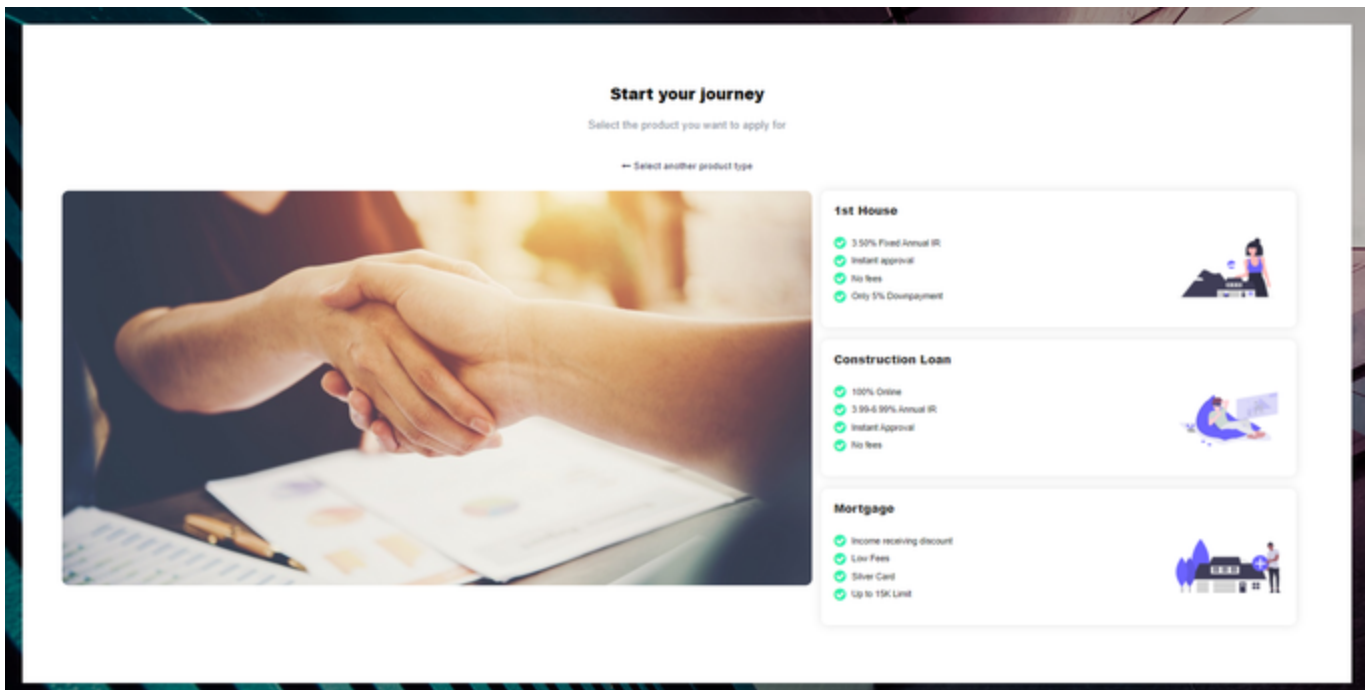 Start your journey
Select the product you want to apply for
← Select another product type
1st House
3.50% Fixed Annual IR
Instant approval
No fees
Only 5% Downpayment
Construction Loan
100% Online
3.99-6.99% Annual IR
Instant Approval
No fees
Mortgage
Income receiving discount
Low Fees
Silver Card
Up to 15K Limit